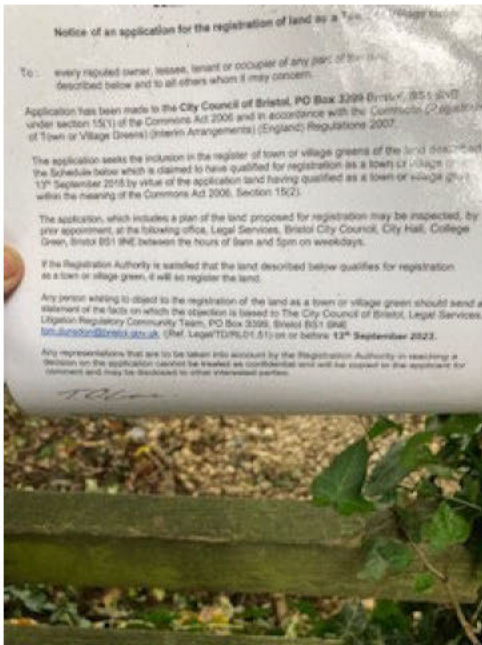 Notice of an application for the registration of land as a Village
To: every reputed owner, lessee, tenant or occupier of any part of the
described below and to all others whom it may concern.
Application has been made to the City Council of Bristol, PO Box 3399 BS1
under section 15(1) of the Commons Act 2006 and in accordance with the Commons
of Town or Village Greens) (Interim Arrangements) (England) Regulations 2007.
The application seeks the inclusion in the register of town or village greens of the land described
the Schedule below which is claimed to have qualified for registration as a town or village
13th September 2018 by virtue of the application land having qualified as a town or village
within the meaning of the Commons Act 2006, Section 15(2).
The application, which includes a plan of the land proposed for registration may be inspected, by
prior appointment, at the following office, Legal Services, Bristol City Council, City Hall, College
Green, Bristol BS1 9NE between the hours of 9am and 5pm on weekdays.
If the Registration Authority is satisfied that the land described below qualifies for registration
as a town or village green, it will so register the land.
Any person wishing to object to the registration of the land as a town or village green should send a
statement of the facts on which the objection is based to The City Council of Bristol, Legal Services,
Litigation Regulatory Community Team, PO Box 3399, Bristol BS1 9NE
(Ref. Legal/TD/RL01.51) on or before 13th September 2023.
Any representations that are to be taken into account by the Registration Authority in reaching a
decision on the application cannot be treated as confidential and will be copied to the applicant for
comment and may be disclosed to other interested parties.